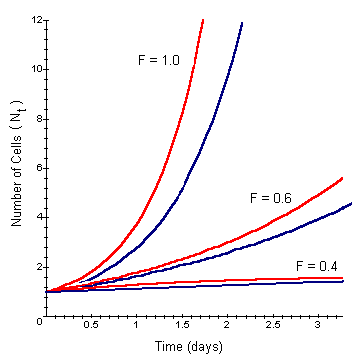 12
10
8
6
4
2
0
Number of Cells ( Nt )
F = 1.0
F = 0.6
F = 0.4
0.5 1 1.5 2 2.5 3
Time (days)